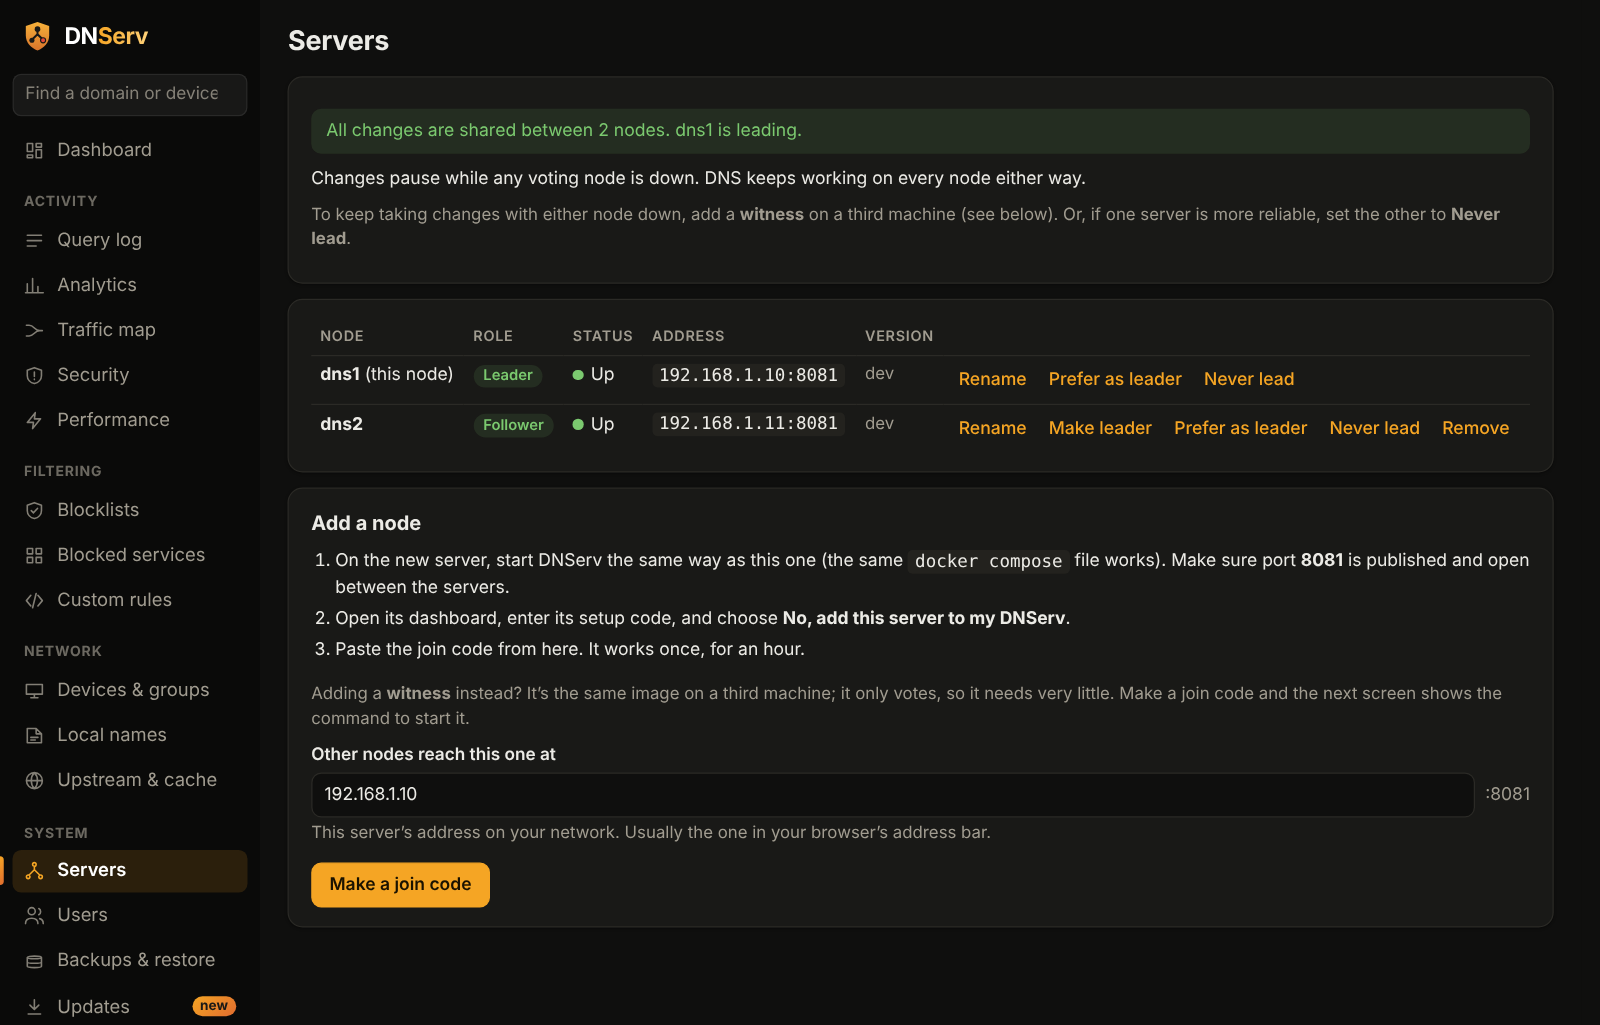 DNServ
Find a domain or device
Dashboard
ACTIVITY
Query log
Analytics
Traffic map
Security
Performance
FILTERING
Blocklists
Blocked services
Custom rules
NETWORK
Devices & groups
Local names
Upstream & cache
SYSTEM
Servers
Users
Backups & restore
Updates new
Servers
All changes are shared between 2 nodes. dns1 is leading.
Changes pause while any voting node is down. DNS keeps working on every node either way.
To keep taking changes with either node down, add a witness on a third machine (see below). Or, if one server is more reliable, set the other to Never
lead.
NODE ROLE STATUS ADDRESS VERSION
dns1 (this node) Leader Up 192.168.1.10:8081 dev Rename Prefer as leader Never lead
dns2 Follower Up 192.168.1.11:8081 dev Rename Make leader Prefer as leader Never lead Remove
Add a node
1. On the new server, start DNServ the same way as this one (the same docker compose file works). Make sure port 8081 is published and open
between the servers.
2. Open its dashboard, enter its setup code, and choose No, add this server to my DNServ.
3. Paste the join code from here. It works once, for an hour.
Adding a witness instead? It’s the same image on a third machine; it only votes, so it needs very little. Make a join code and the next screen shows the
command to start it.
Other nodes reach this one at
192.168.1.10 :8081
This server’s address on your network. Usually the one in your browser’s address bar.
Make a join code